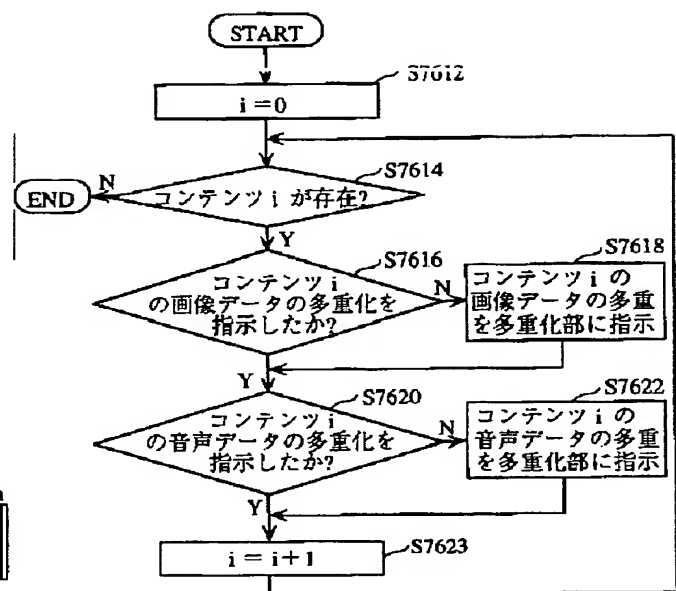 START
S7612
i=0
S7614
コンテンツi が存在?
N
END
Y
S7616
コンテンツi
の画像データの多重化を
指示したか?
N
S7618
コンテンツi の
画像データの多重
を多重化部に指示
Y
S7620
コンテンツi
の音声データの多重化を
指示したか?
N
S7622
コンテンツi の
音声データの多重
を多重化部に指示
Y
i = i+1
S7623